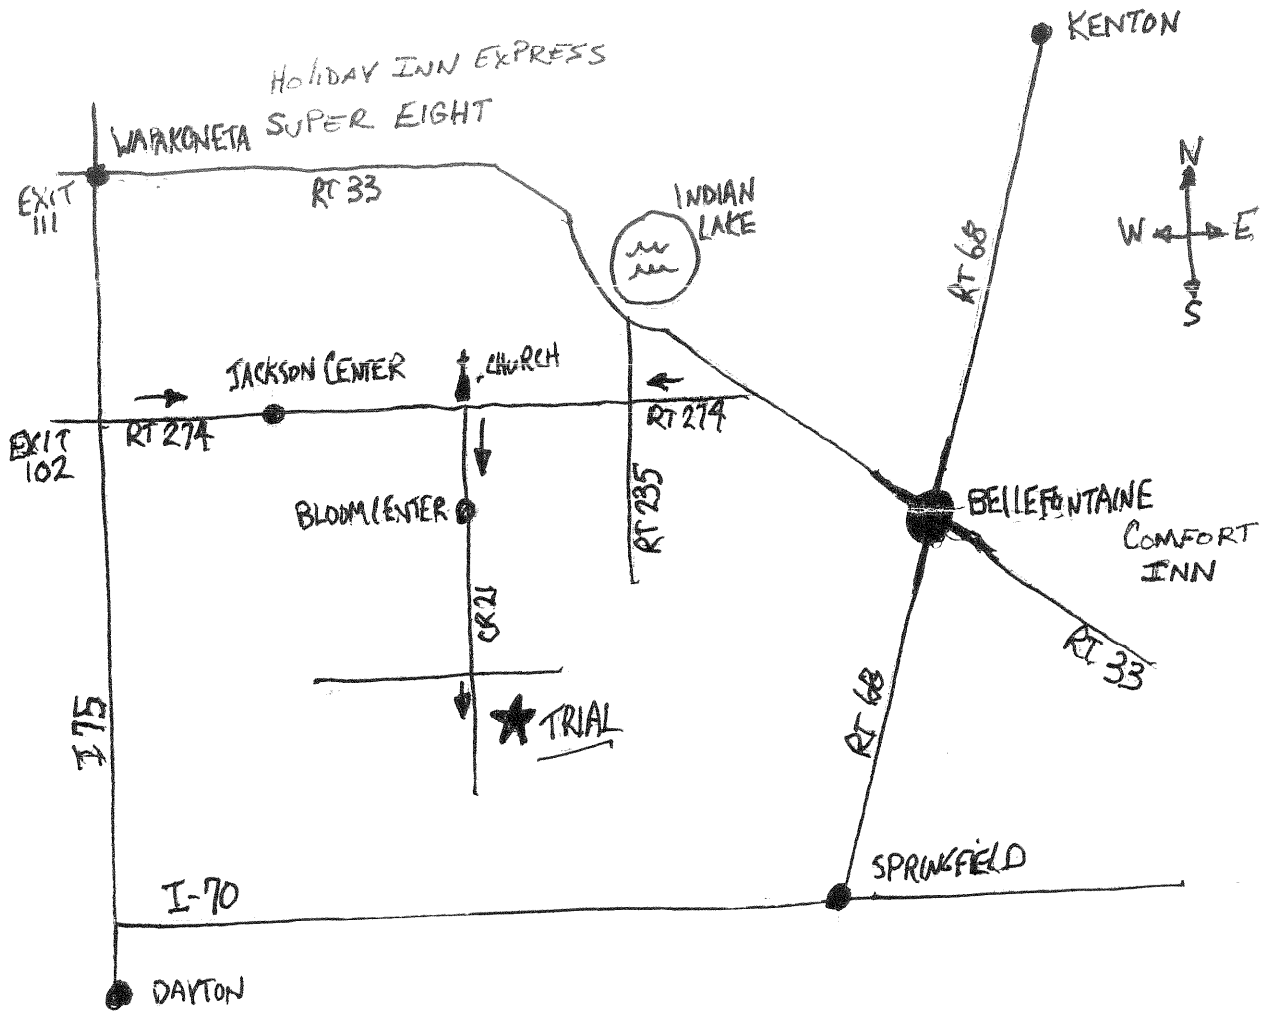 KENTON
HOLIDAY INN EXPRESS
SUPER EIGHT
WAPAKONETA
EXIT
111
RT 33
INDIAN
LAKE
N
W E
S
RT 68
JACKSON CENTER
CHURCH
RT 274
RT 274
EXIT
102
BLOOMCENTER
RT 235
BELLEFONTAINE
COMFORT
INN
CR 21
RT 33
I 75
TRIAL
RT 68
SPRINGFIELD
I-70
DAYTON